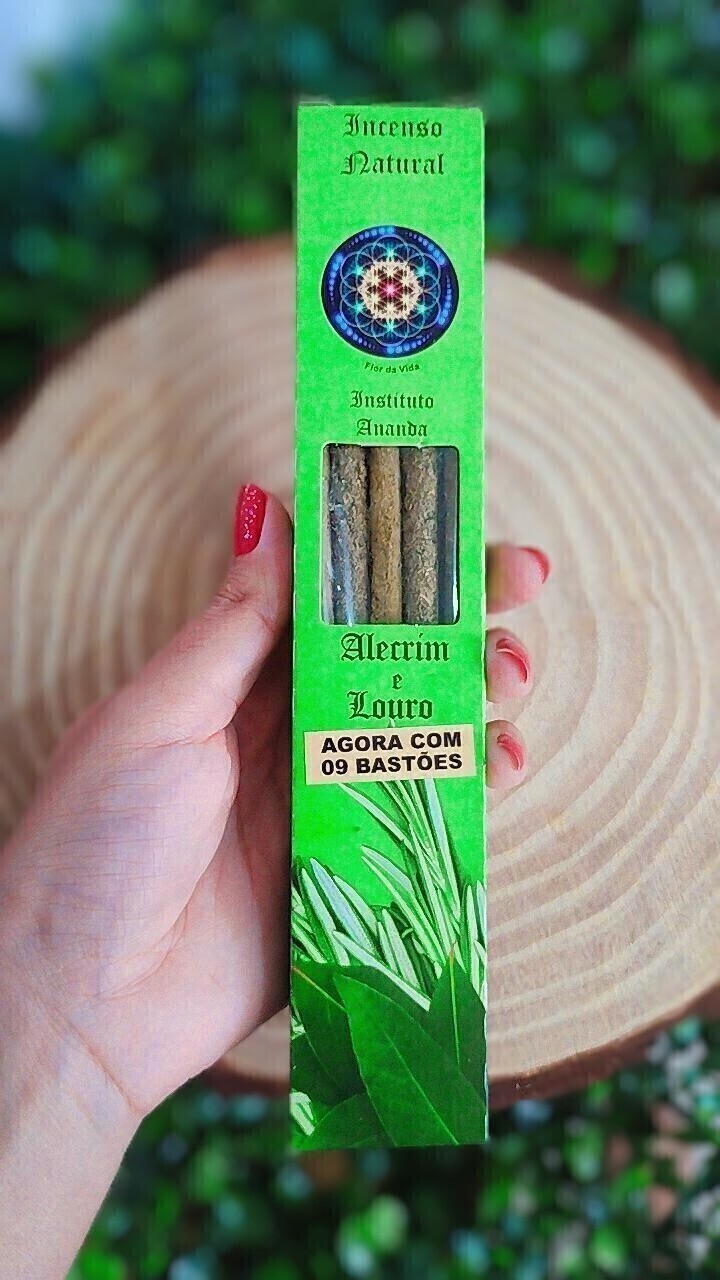 Incenso
Natural
Flor da Vida
Instituto
Ananda
Alecrim
e
Louro
AGORA COM
09 BASTÕES